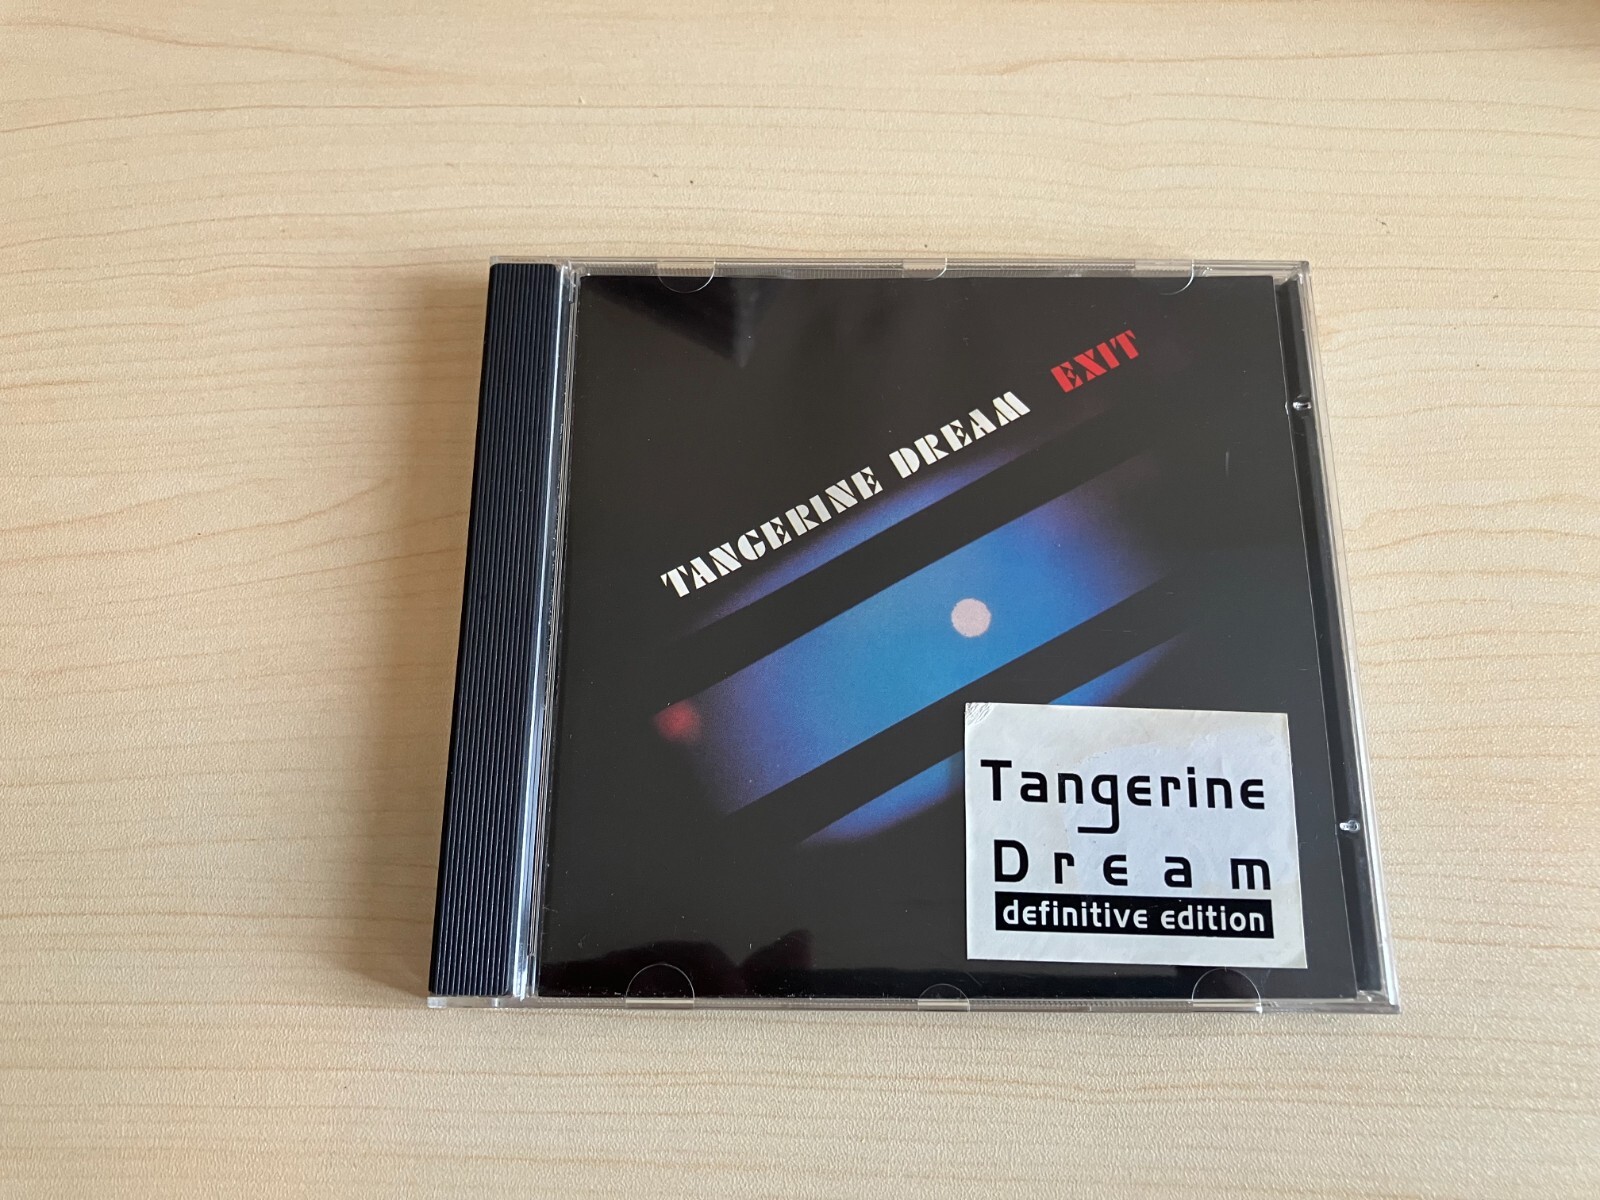 TANGERINE DREAM EXIT
Tangerine
Dream
definitive edition